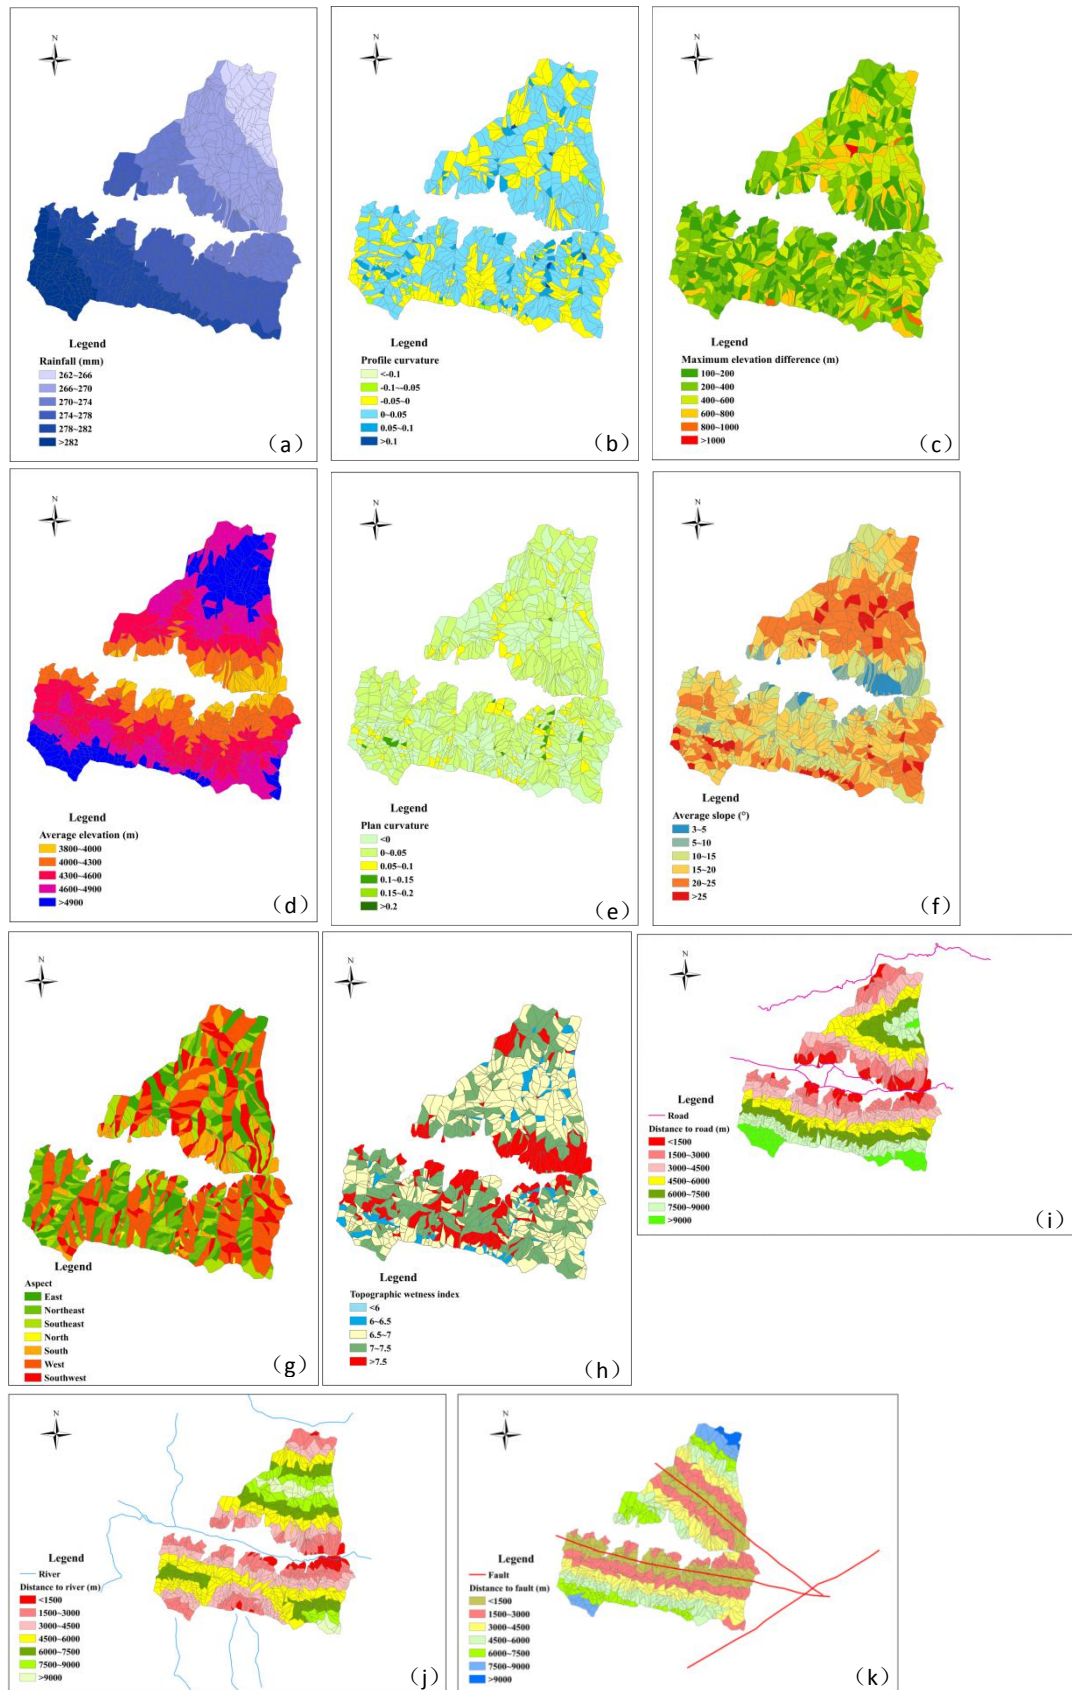 N
Legend
Rainfall (mm)
262~266
266~270
270~274
274~278
278~282
>282
(a)
N
Legend
Profile curvature
<-0.1
-0.1~-0.05
-0.05~0
0~0.05
0.05~0.1
>0.1
(b)
N
Legend
Maximum elevation difference (m)
100~200
200~400
400~600
600~800
800~1000
>1000
(c)
N
Legend
Average elevation (m)
3800~4000
4000~4300
4300~4600
4600~4900
>4900
(d)
N
Legend
Plan curvature
<0
0~0.05
0.05~0.1
0.1~0.15
0.15~0.2
>0.2
(e)
N
Legend
Average slope (°)
3~5
5~10
10~15
15~20
20~25
>25
(f)
N
Legend
Aspect
East
Northeast
Southeast
North
South
West
Southwest
(g)
N
Legend
Topographic wetness index
<6
6~6.5
6.5~7
7~7.5
>7.5
(h)
N
Legend
Road
Distance to road (m)
<1500
1500~3000
3000~4500
4500~6000
6000~7500
7500~9000
>9000
(i)
N
Legend
River
Distance to river (m)
<1500
1500~3000
3000~4500
4500~6000
6000~7500
7500~9000
>9000
(j)
N
Legend
Fault
Distance to fault (m)
<1500
1500~3000
3000~4500
4500~6000
6000~7500
7500~9000
>9000
(k)